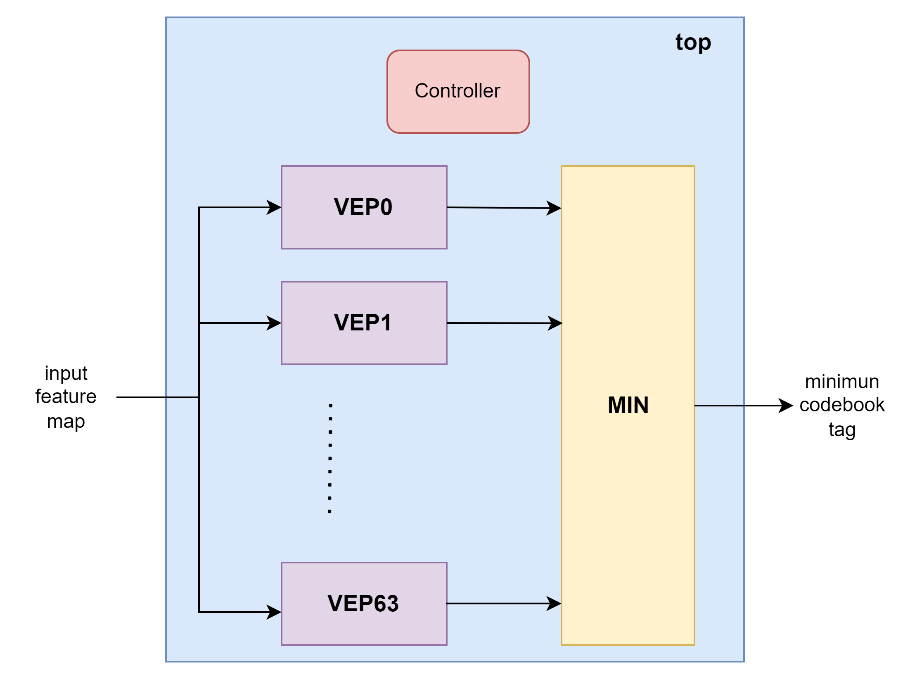 top
Controller
VEP0
VEP1
input
feature
map
MIN
minimun
codebook
tag
VEP63